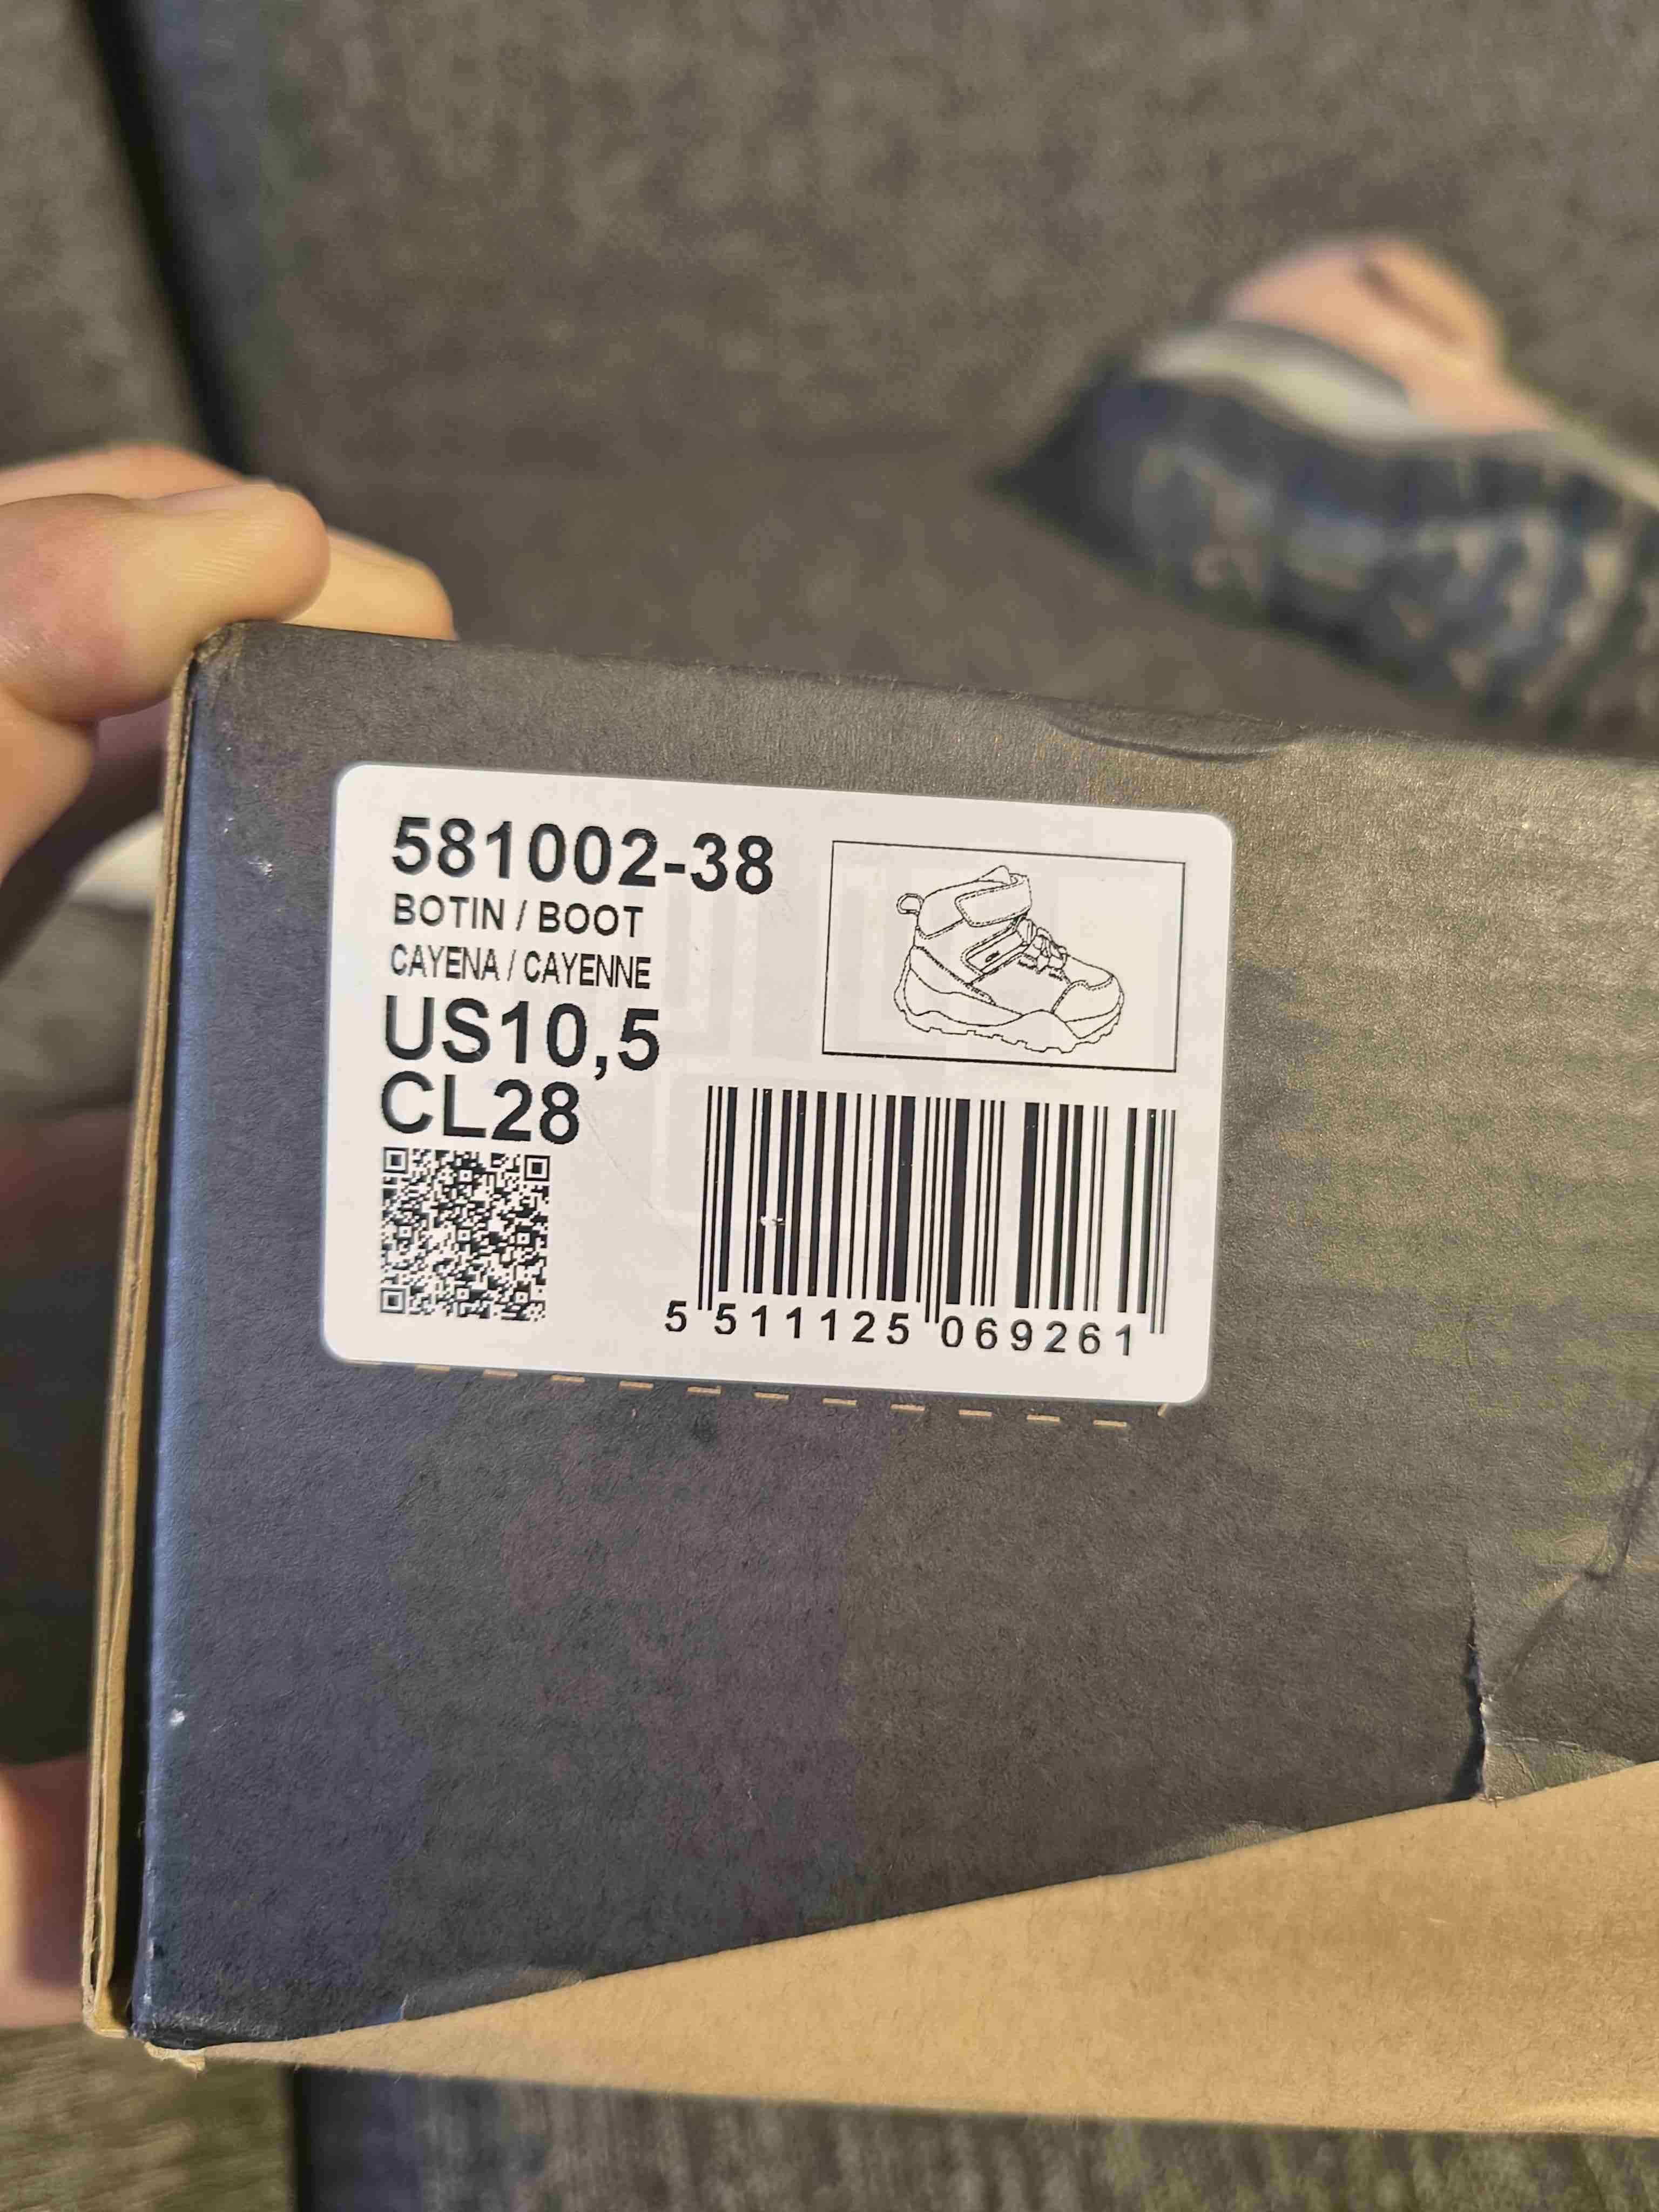 581002-38
BOTIN / BOOT
CAYENA / CAYENNE
US10,5
CL28
5 511125 069261